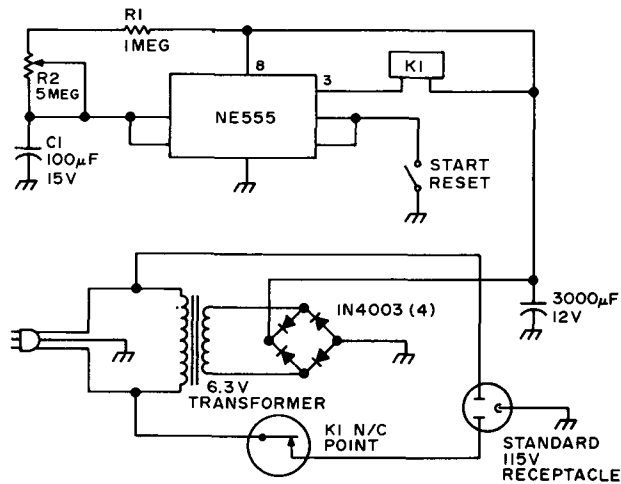 R1
1MEG
8
3
K1
R2
5MEG
NE555
C1
100µF
15V
START
RESET
3000µF
12V
1N4003 (4)
6.3V
TRANSFORMER
K1 N/C
POINT
STANDARD
115V
RECEPTACLE